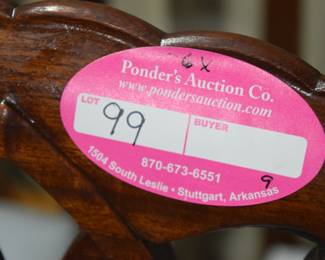 6X
Ponder's Auction Co.
www.pondersauction.com
LOT 99 BUYER
870-673-6551
1504 South Leslie • Stuttgart, Arkansas
9